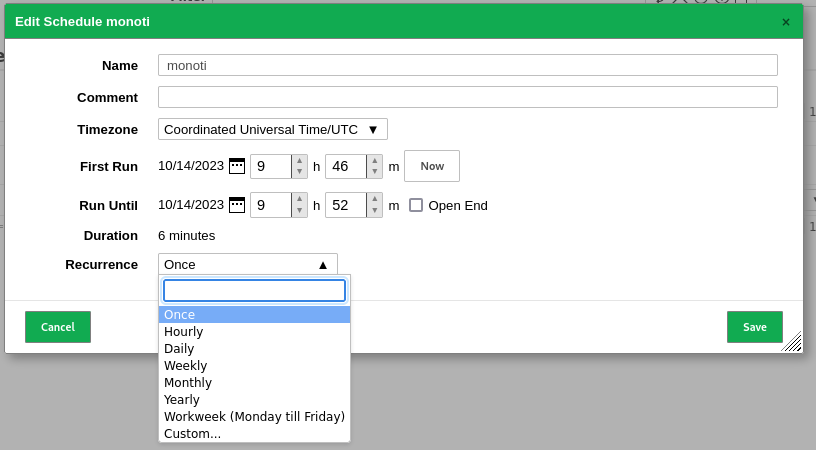 Edit Schedule monoti ×
Name monoti
Comment
Timezone Coordinated Universal Time/UTC ▼
First Run 10/14/2023 9 h 46 m Now
Run Until 10/14/2023 9 h 52 m Open End
Duration 6 minutes
Recurrence Once ▲
Once
Cancel Save
Hourly
Daily
Weekly
Monthly
Yearly
Workweek (Monday till Friday)
Custom...